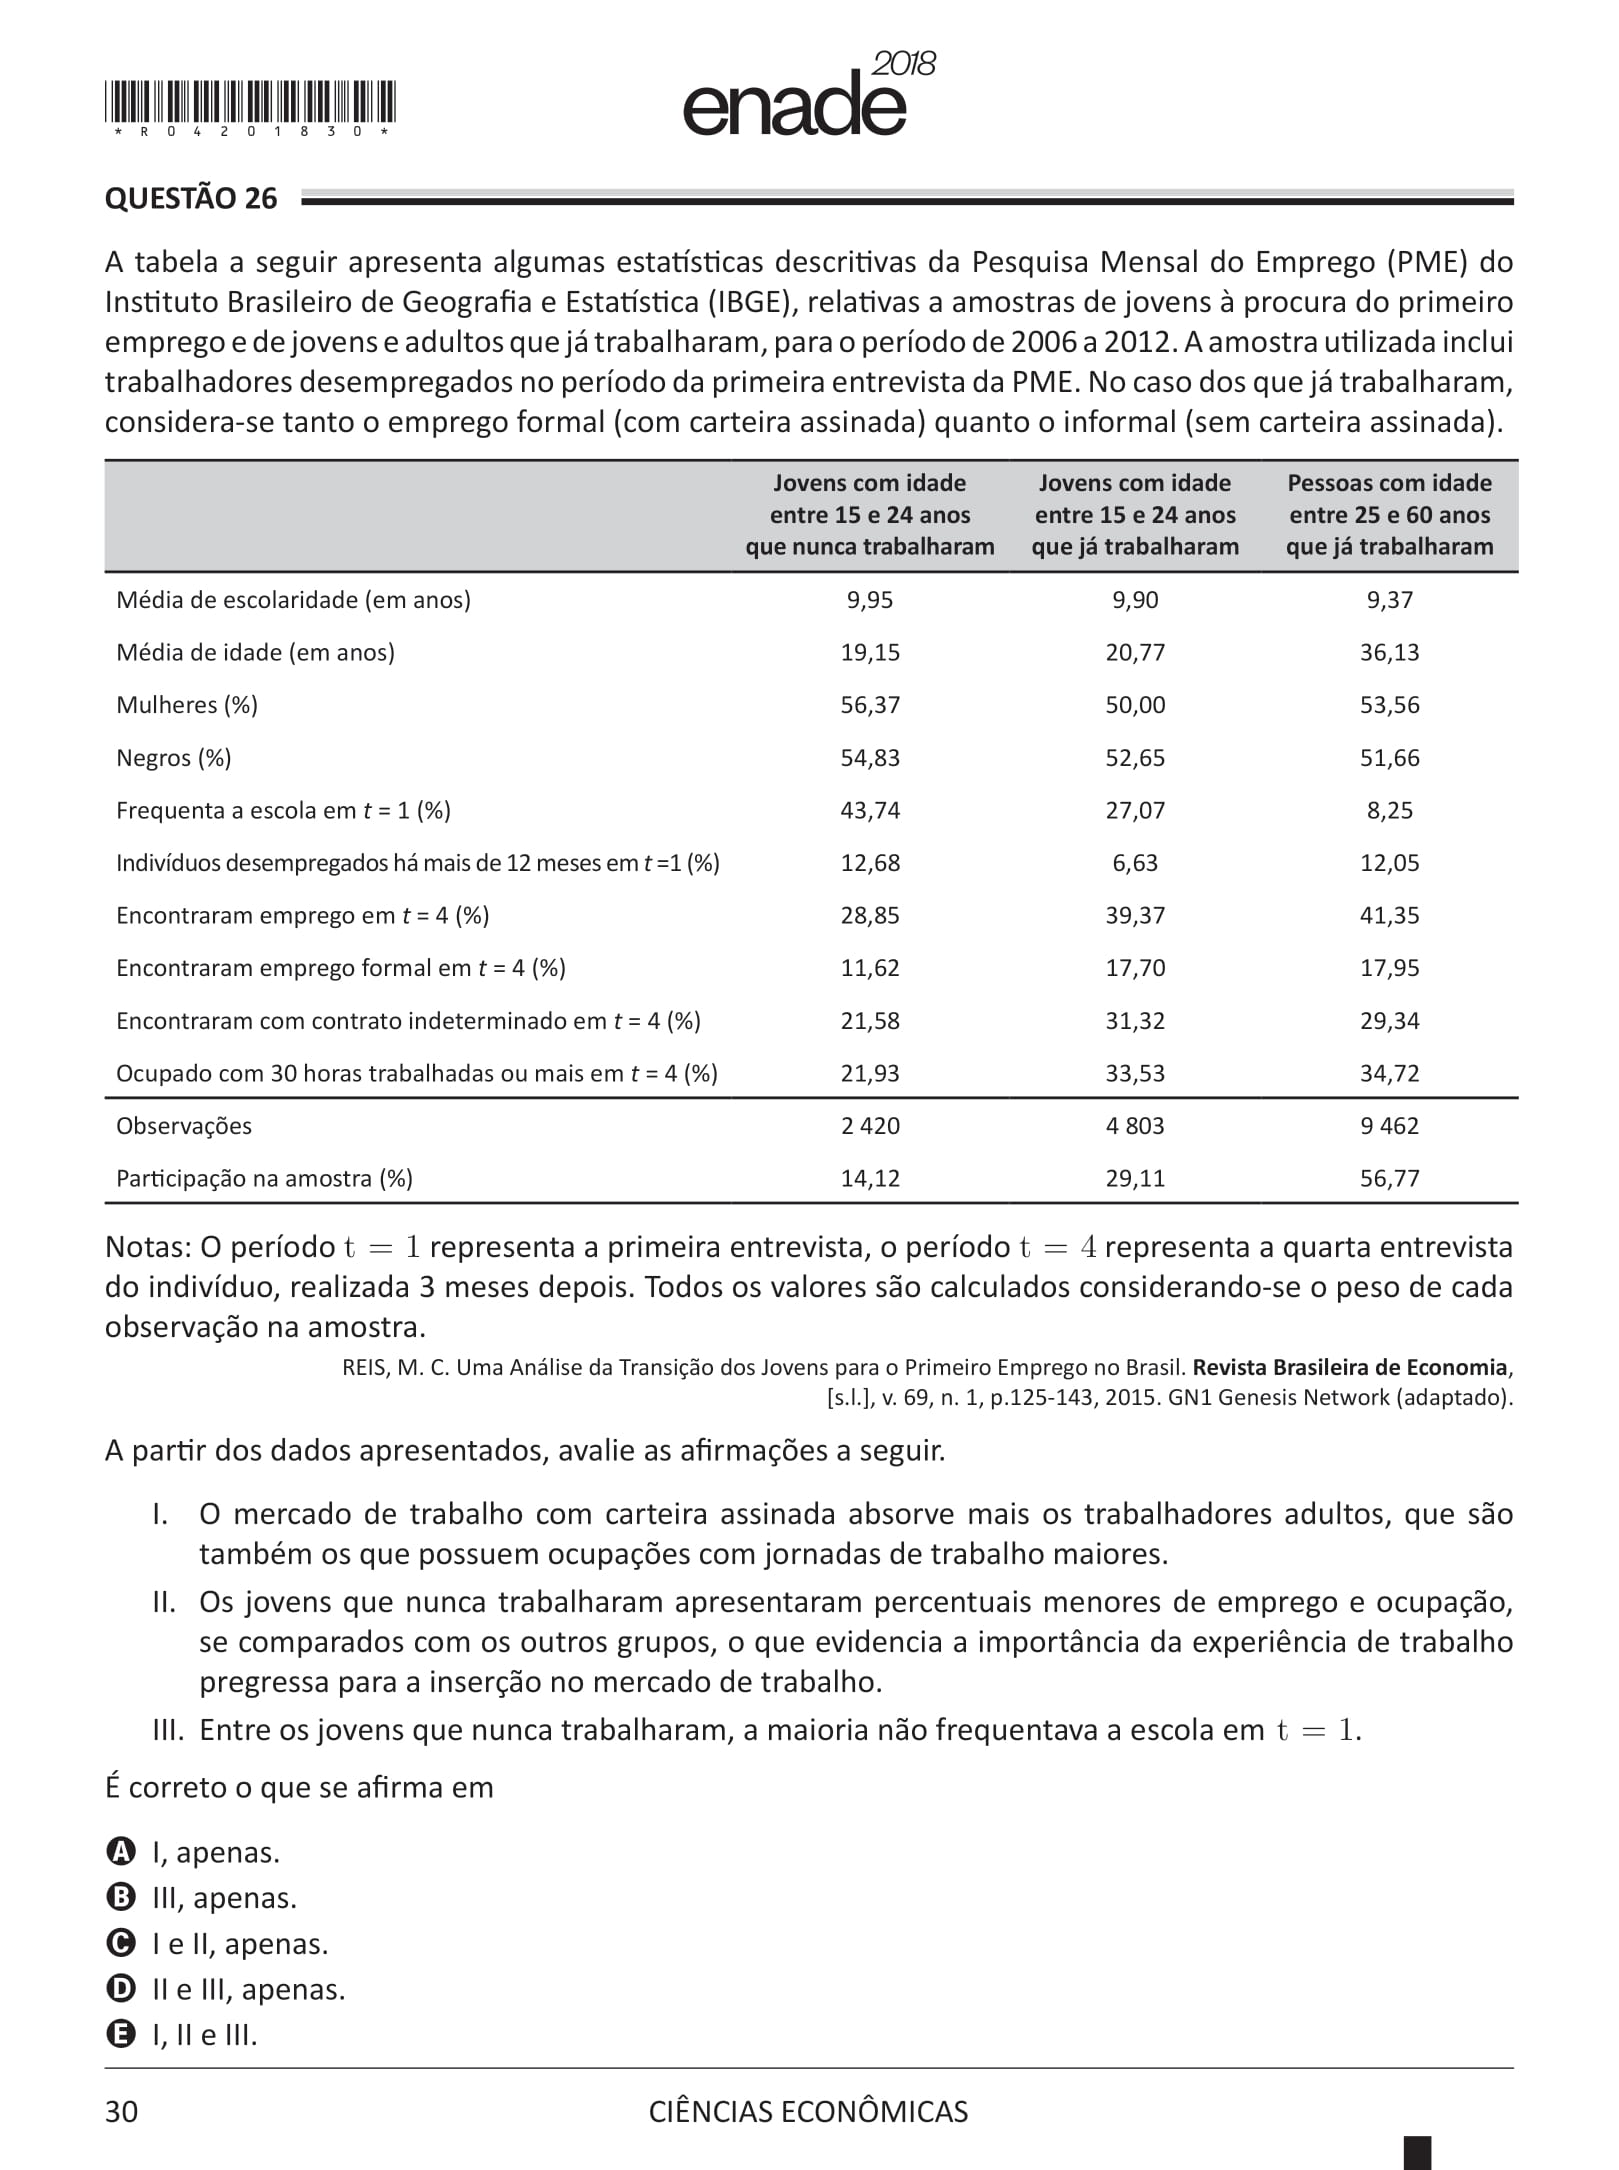 * R 0 4 2 0 1 8 3 0 *
enade 2018
QUESTÃO 26
A tabela a seguir apresenta algumas estatísticas descritivas da Pesquisa Mensal do Emprego (PME) do
Instituto Brasileiro de Geografia e Estatística (IBGE), relativas a amostras de jovens à procura do primeiro
emprego e de jovens e adultos que já trabalharam, para o período de 2006 a 2012. A amostra utilizada inclui
trabalhadores desempregados no período da primeira entrevista da PME. No caso dos que já trabalharam,
considera-se tanto o emprego formal (com carteira assinada) quanto o informal (sem carteira assinada).
Jovens com idade entre 15 e 24 anos que nunca trabalharam
Jovens com idade entre 15 e 24 anos que já trabalharam
Pessoas com idade entre 25 e 60 anos que já trabalharam
Média de escolaridade (em anos) 9,95 9,90 9,37
Média de idade (em anos) 19,15 20,77 36,13
Mulheres (%) 56,37 50,00 53,56
Negros (%) 54,83 52,65 51,66
Frequenta a escola em t = 1 (%) 43,74 27,07 8,25
Indivíduos desempregados há mais de 12 meses em t =1 (%) 12,68 6,63 12,05
Encontraram emprego em t = 4 (%) 28,85 39,37 41,35
Encontraram emprego formal em t = 4 (%) 11,62 17,70 17,95
Encontraram com contrato indeterminado em t = 4 (%) 21,58 31,32 29,34
Ocupado com 30 horas trabalhadas ou mais em t = 4 (%) 21,93 33,53 34,72
Observações 2 420 4 803 9 462
Participação na amostra (%) 14,12 29,11 56,77
Notas: O período t = 1 representa a primeira entrevista, o período t = 4 representa a quarta entrevista
do indivíduo, realizada 3 meses depois. Todos os valores são calculados considerando-se o peso de cada
observação na amostra.
REIS, M. C. Uma Análise da Transição dos Jovens para o Primeiro Emprego no Brasil. Revista Brasileira de Economia,
[s.l.], v. 69, n. 1, p.125-143, 2015. GN1 Genesis Network (adaptado).
A partir dos dados apresentados, avalie as afirmações a seguir.
I. O mercado de trabalho com carteira assinada absorve mais os trabalhadores adultos, que são
também os que possuem ocupações com jornadas de trabalho maiores.
II. Os jovens que nunca trabalharam apresentaram percentuais menores de emprego e ocupação,
se comparados com os outros grupos, o que evidencia a importância da experiência de trabalho
pregressa para a inserção no mercado de trabalho.
III. Entre os jovens que nunca trabalharam, a maioria não frequentava a escola em t = 1.
É correto o que se afirma em
A I, apenas.
B III, apenas.
C I e II, apenas.
D II e III, apenas.
E I, II e III.
30
CIÊNCIAS ECONÔMICAS